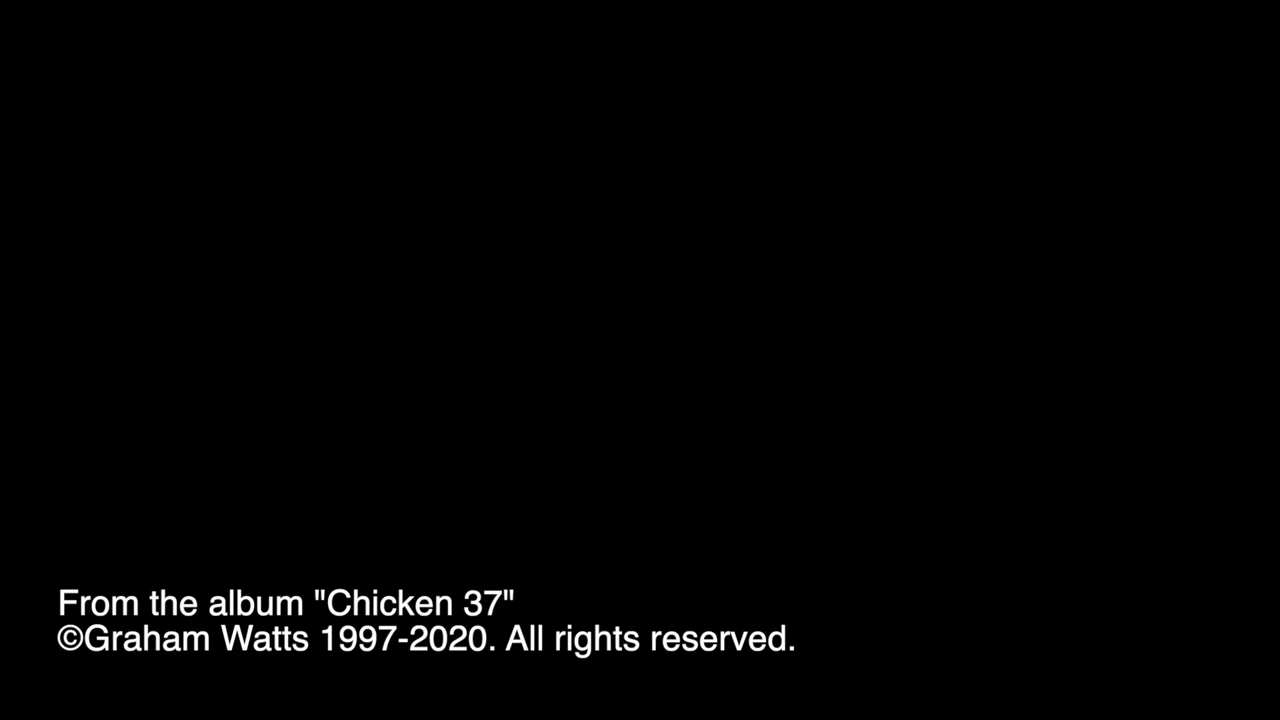 From the album "Chicken 37"
©Graham Watts 1997-2020. All rights reserved.